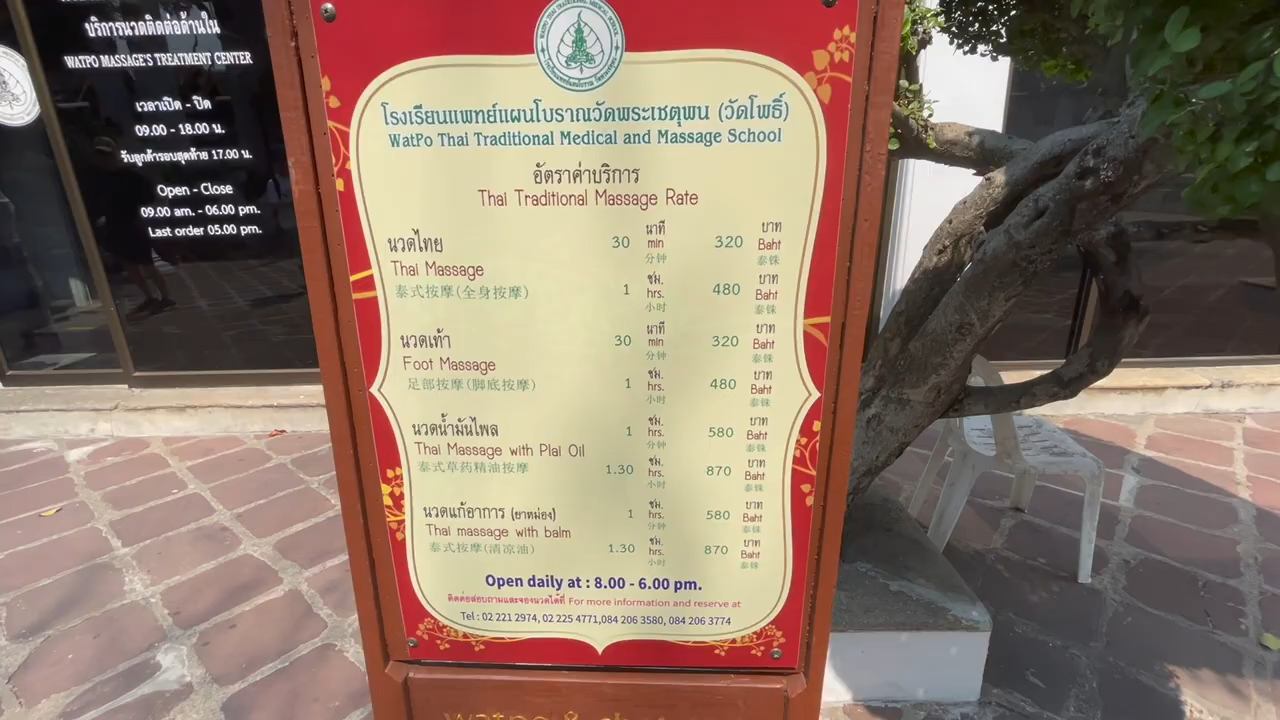 บริการนวดติดต่อด้านใน
WATPO MASSAGE'S TREATMENT CENTER
เวลาเปิด - ปิด
09.00 - 18.00 น.
รับลูกค้ารอบสุดท้าย 17.00 น.
Open - Close
09.00 am. - 06.00 pm.
Last order 05.00 pm.
โรงเรียนแพทย์แผนโบราณวัดพระเชตุพน (วัดโพธิ์)
WatPo Thai Traditional Medical and Massage School
อัตราค่าบริการ
Thai Traditional Massage Rate
นวดไทย 30 นาที 320 บาท
Thai Massage min Baht
泰式按摩(全身按摩) 分钟 泰铢
1 ชม. 480 บาท
hrs. Baht
小时 泰铢
นวดเท้า 30 นาที 320 บาท
Foot Massage min Baht
足部按摩(脚底按摩) 分钟 泰铢
1 ชม. 480 บาท
hrs. Baht
小时 泰铢
นวดน้ำมันไพล 1 ชม. 580 บาท
Thai Massage with Plai Oil hrs. Baht
泰式草药精油按摩 分钟 泰铢
1.30 ชม. 870 บาท
hrs. Baht
小时 泰铢
นวดแก้อาการ (ยาหม่อง) 1 ชม. 580 บาท
Thai massage with balm hrs. Baht
泰式按摩(清凉油) 分钟 泰铢
1.30 ชม. 870 บาท
hrs. Baht
小时 泰铢
Open daily at : 8.00 - 6.00 pm.
ติดต่อสอบถามและจองนวดได้ที่ For more information and reserve at
Tel : 02 221 2974, 02 225 4771,084 206 3580, 084 206 3774